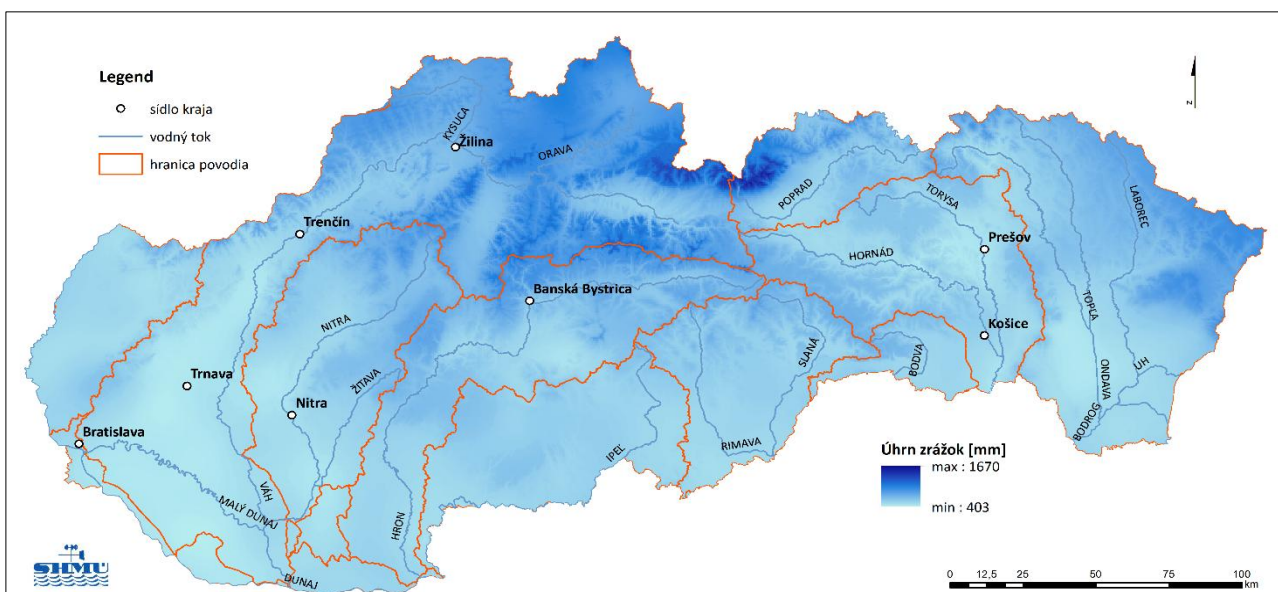 Legend
sídlo kraja
vodný tok
hranica povodia
z
KYSUCA
Žilina
ORAVA
Trenčín
POPRAD
TORYSA
LABOREC
Prešov
HORNÁD
Banská Bystrica
NITRA
TOPĽA
Košice
SLANÁ
BODVA
Trnava
ŽITAVA
ONDAVA
UH
Nitra
BODROG
Bratislava
RIMAVA
IPEĽ
VÁH
MALÝ DUNAJ
HRON
DUNAJ
Úhrn zrážok [mm]
max : 1670
min : 403
SHMÚ
0 12,5 25 50 75 100
km